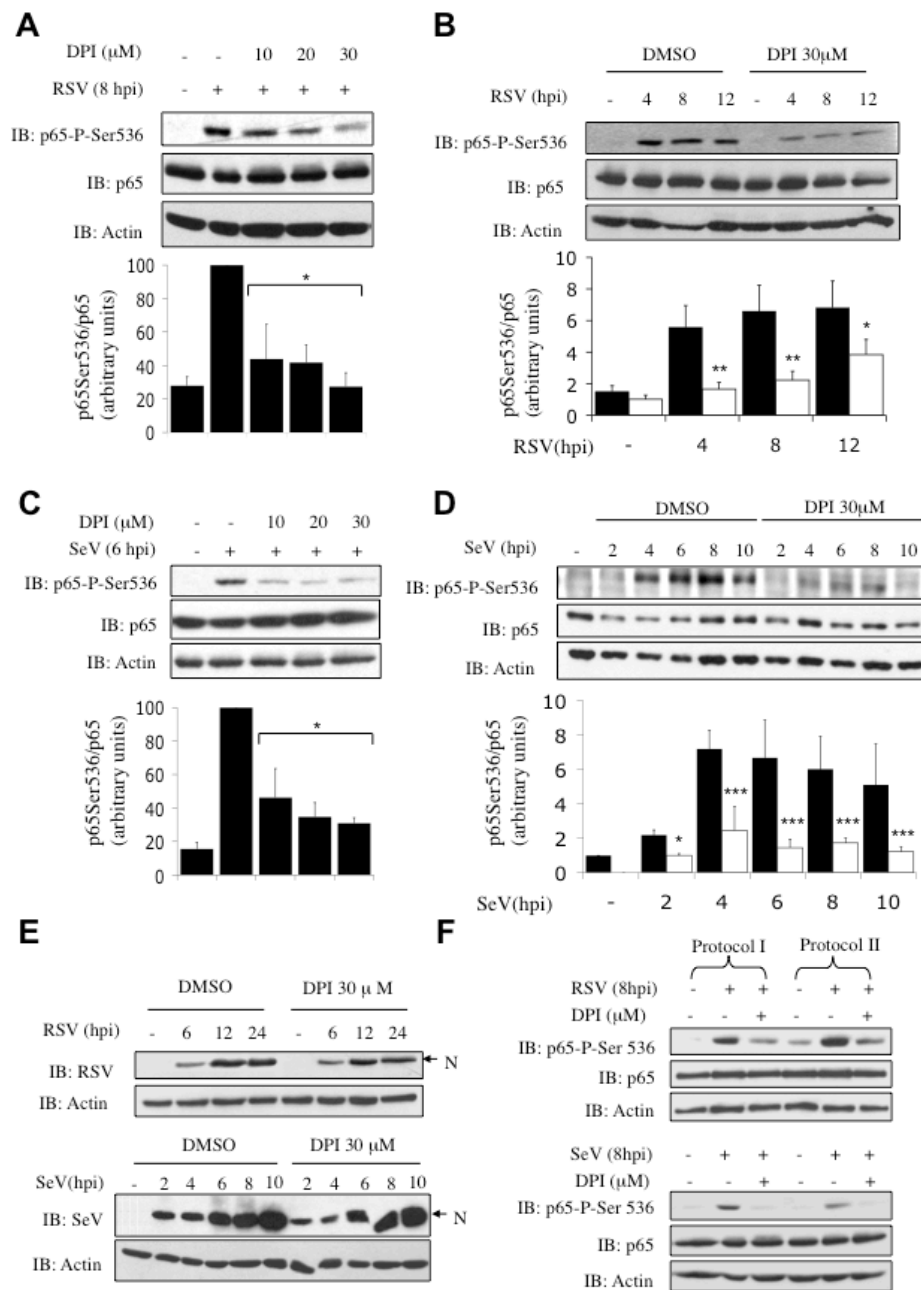 A
DPI (μM) - - 10 20 30
RSV (8 hpi) - + + + +
IB: p65-P-Ser536
IB: p65
IB: Actin
p65Ser536/p65
(arbitrary units)
100
80
60
40
20
0
*
B
DMSO DPI 30μM
RSV (hpi) - 4 8 12 - 4 8 12
IB: p65-P-Ser536
IB: p65
IB: Actin
p65Ser536/p65
(arbitrary units)
10
8
6
4
2
0
** ** *
RSV(hpi) - 4 8 12
C
DPI (μM) - - 10 20 30
SeV (6 hpi) - + + + +
IB: p65-P-Ser536
IB: p65
IB: Actin
p65Ser536/p65
(arbitrary units)
100
80
60
40
20
0
*
D
DMSO DPI 30μM
SeV (hpi) - 2 4 6 8 10 2 4 6 8 10
IB: p65-P-Ser536
IB: p65
IB: Actin
p65Ser536/p65
(arbitrary units)
10
8
6
4
2
0
* *** *** *** ***
SeV(hpi) - 2 4 6 8 10
E
DMSO DPI 30 μ M
RSV (hpi) - 6 12 24 - 6 12 24
IB: RSV N
IB: Actin
DMSO DPI 30 μM
SeV(hpi) - 2 4 6 8 10 2 4 6 8 10
IB: SeV N
IB: Actin
F
Protocol I Protocol II
RSV (8hpi) - + + - + +
DPI (μM) + +
IB: p65-P-Ser 536
IB: p65
IB: Actin
SeV (8hpi) - + + - + +
DPI (μM) + +
IB: p65-P-Ser 536
IB: p65
IB: Actin